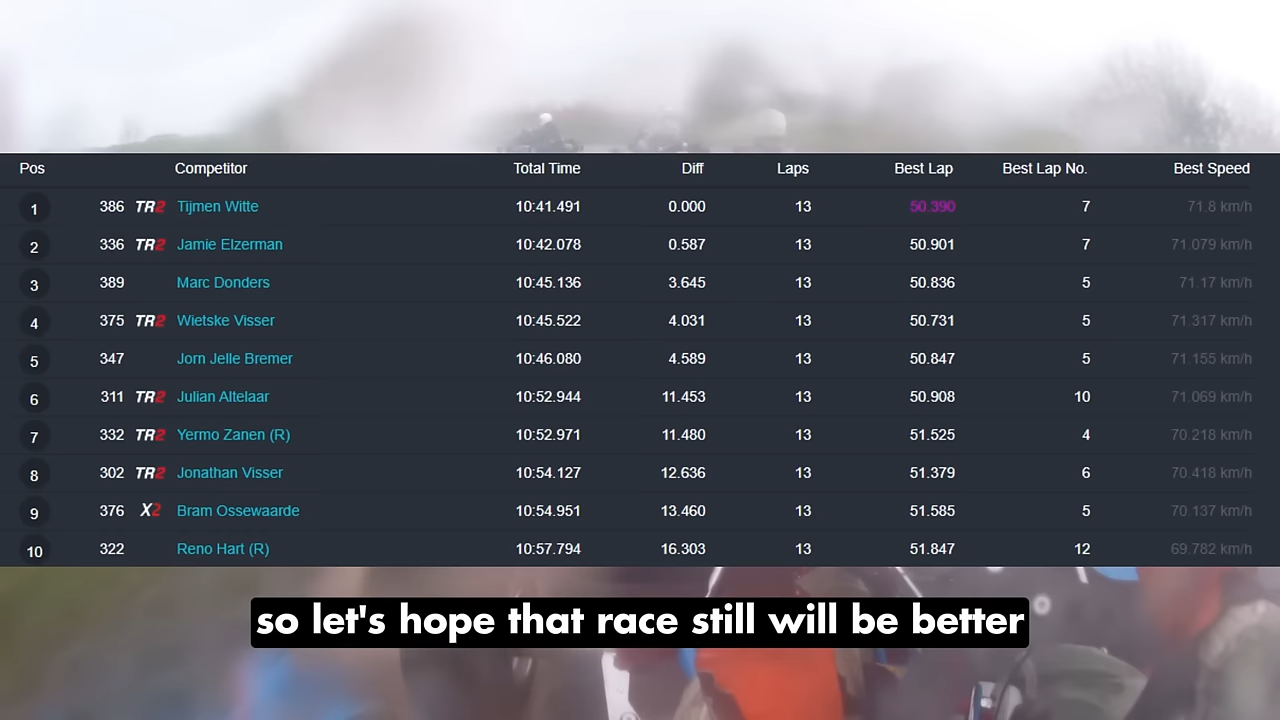 Pos Competitor Total Time Diff Laps Best Lap Best Lap No. Best Speed
1 386 TR2 Tijmen Witte 10:41.491 0.000 13 50.390 7 71.8 km/h
2 336 TR2 Jamie Elzerman 10:42.078 0.587 13 50.901 7 71.079 km/h
3 389 Marc Donders 10:45.136 3.645 13 50.836 5 71.17 km/h
4 375 TR2 Wietske Visser 10:45.522 4.031 13 50.731 5 71.317 km/h
5 347 Jorn Jelle Bremer 10:46.080 4.589 13 50.847 5 71.155 km/h
6 311 TR2 Julian Altelaar 10:52.944 11.453 13 50.908 10 71.069 km/h
7 332 TR2 Yermo Zanen (R) 10:52.971 11.480 13 51.525 4 70.218 km/h
8 302 TR2 Jonathan Visser 10:54.127 12.636 13 51.379 6 70.418 km/h
9 376 X2 Bram Ossewaarde 10:54.951 13.460 13 51.585 5 70.137 km/h
10 322 Reno Hart (R) 10:57.794 16.303 13 51.847 12 69.782 km/h
so let's hope that race still will be better